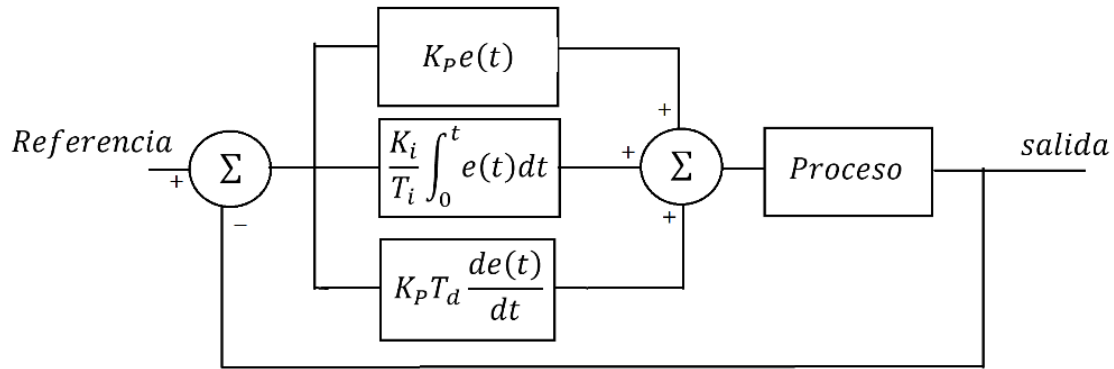 K_P e(t)
+
Referencia
+
Σ
−
K_i/T_i ∫_0^t e(t)dt
+
Σ
+
Proceso
salida
K_P T_d de(t)/dt